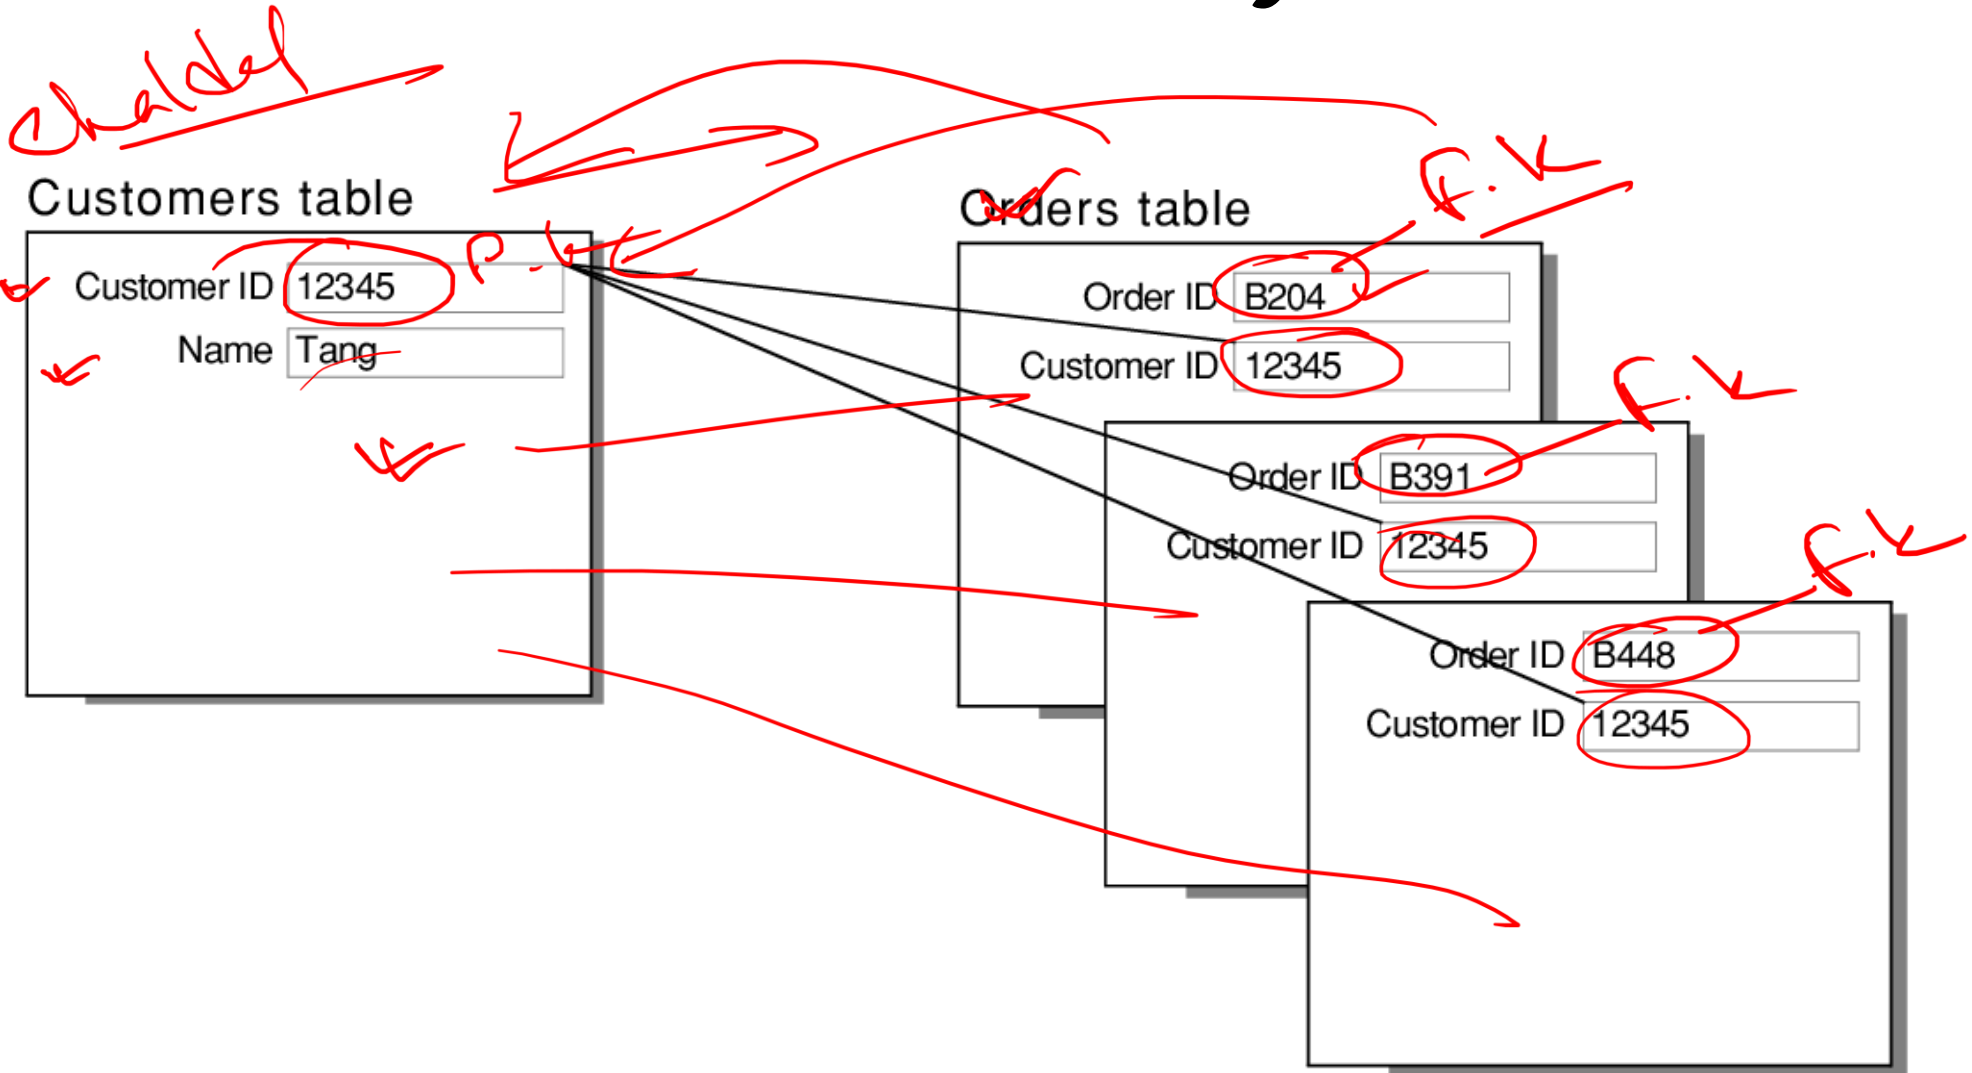 Chaldal
Customers table
Customer ID 12345 P.K
Name Tang
Orders table
F.K
Order ID B204
Customer ID 12345
F.K
Order ID B391
Customer ID 12345
F.K
Order ID B448
Customer ID 12345